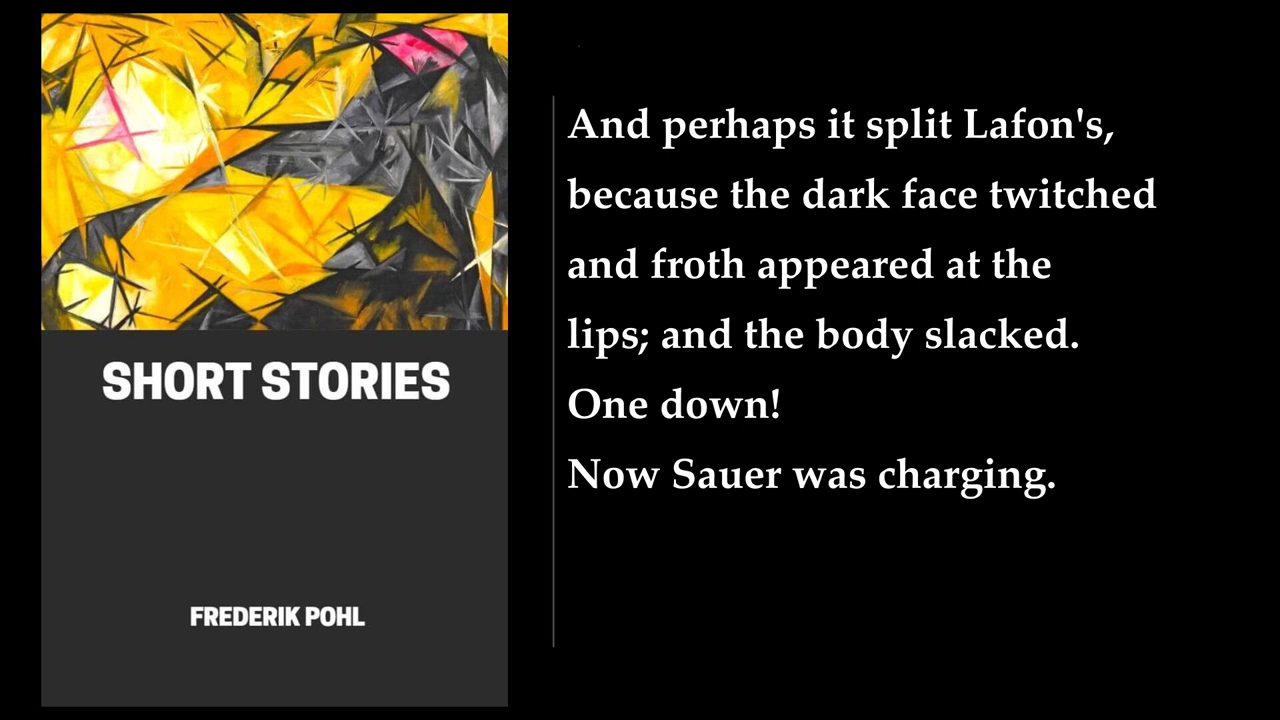 SHORT STORIES
FREDERIK POHL
And perhaps it split Lafon's,
because the dark face twitched
and froth appeared at the
lips; and the body slacked.
One down!
Now Sauer was charging.